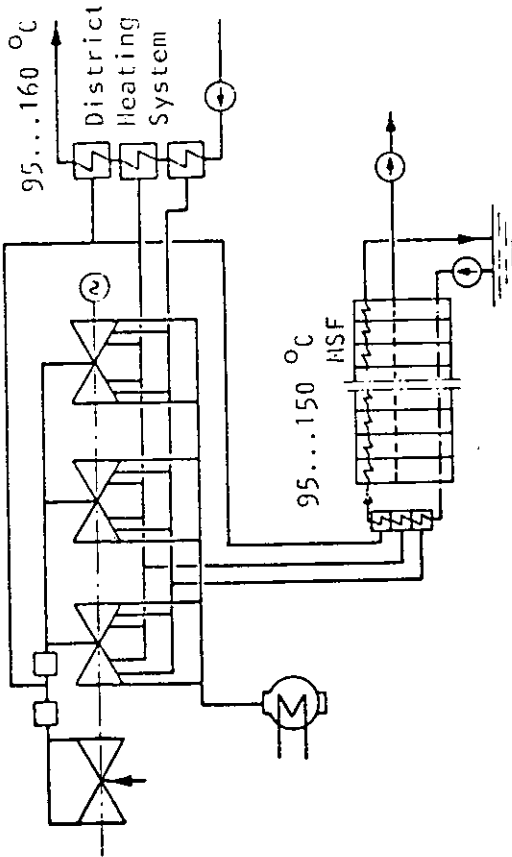 95...160 °C
District
Heating
System
95...150 °C
MSF